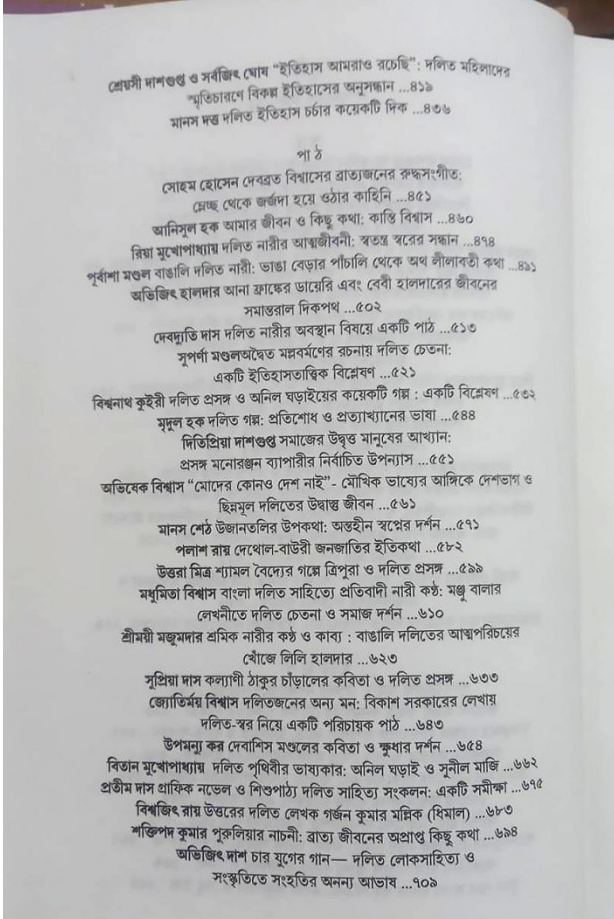 শ্রেয়সী দাশগুপ্ত ও সর্বজিৎ ঘোষ “ইতিহাস আমরাও রচেছি”: দলিত মহিলাদের
স্মৃতিচারণে বিকল্প ইতিহাসের অনুসন্ধান ...৪১৯
মানস দত্ত দলিত ইতিহাস চর্চার কয়েকটি দিক ...৪৩৬
পা ঠ
সোহম হোসেন দেবব্রত বিশ্বাসের ব্রাত্যজনের রুদ্ধসংগীত:
ম্লেচ্ছ থেকে জর্জদা হয়ে ওঠার কাহিনি ...৪৫১
আনিসুল হক আমার জীবন ও কিছু কথা: কান্তি বিশ্বাস ...৪৬০
রিয়া মুখোপাধ্যায় দলিত নারীর আত্মজীবনী: স্বতন্ত্র স্বরের সন্ধান ...৪৭৪
পূর্বাশা মণ্ডল বাঙালি দলিত নারী: ভাঙা বেড়ার পাঁচালি থেকে অথ লীলাবতী কথা ...৪৯১
অভিজিৎ হালদার আনা ফ্রাঙ্কের ডায়েরি এবং বেবী হালদারের জীবনের
সমান্তরাল দিকপথ ...৫০২
দেবদ্যুতি দাস দলিত নারীর অবস্থান বিষয়ে একটি পাঠ ...৫১৩
সুপর্ণা মণ্ডলঅদ্বৈত মল্লবর্মণের রচনায় দলিত চেতনা:
একটি ইতিহাসতাত্ত্বিক বিশ্লেষণ ...৫২১
বিশ্বনাথ কুইরী দলিত প্রসঙ্গ ও অনিল ঘড়াইয়ের কয়েকটি গল্প : একটি বিশ্লেষণ ...৫৩২
মৃদুল হক দলিত গল্প: প্রতিশোধ ও প্রত্যাখ্যানের ভাষা ...৫৪৪
দিতিপ্রিয়া দাশগুপ্ত সমাজের উদ্বৃত্ত মানুষের আখ্যান:
প্রসঙ্গ মনোরঞ্জন ব্যাপারীর নির্বাচিত উপন্যাস ...৫৫১
অভিষেক বিশ্বাস “মোদের কোনও দেশ নাই”- মৌখিক ভাষ্যের আঙ্গিকে দেশভাগ ও
ছিন্নমূল দলিতের উদ্বাস্তু জীবন ...৫৬১
মানস শেঠ উজানতলির উপকথা: অন্তহীন স্বপ্নের দর্শন ...৫৭১
পলাশ রায় দেখোল-বাউরী জনজাতির ইতিকথা ...৫৮২
উত্তরা মিত্র শ্যামল বৈদ্যের গল্পে ত্রিপুরা ও দলিত প্রসঙ্গ ...৫৯৯
মধুমিতা বিশ্বাস বাংলা দলিত সাহিত্যে প্রতিবাদী নারী কণ্ঠ: মঞ্জু বালার
লেখনীতে দলিত চেতনা ও সমাজ দর্শন ...৬১০
শ্রীময়ী মজুমদার শ্রমিক নারীর কণ্ঠ ও কাব্য : বাঙালি দলিতের আত্মপরিচয়ের
খোঁজে লিলি হালদার ...৬২৩
সুপ্রিয়া দাস কল্যাণী ঠাকুর চাঁড়ালের কবিতা ও দলিত প্রসঙ্গ ...৬৩৩
জ্যোতির্ময় বিশ্বাস দলিতজনের অন্য মন: বিকাশ সরকারের লেখায়
দলিত-স্বর নিয়ে একটি পরিচায়ক পাঠ ...৬৪৩
উপমন্যু কর দেবাশিস মণ্ডলের কবিতা ও ক্ষুধার দর্শন ...৬৫৪
বিতান মুখোপাধ্যায় দলিত পৃথিবীর ভাষ্যকার: অনিল ঘড়াই ও সুনীল মাজি ...৬৬২
প্রতীম দাস গ্রাফিক নভেল ও শিশুপাঠ্য দলিত সাহিত্য সংকলন: একটি সমীক্ষা ...৬৭৫
বিশ্বজিৎ রায় উত্তরের দলিত লেখক গর্জন কুমার মল্লিক (ধিমাল) ...৬৮৩
শক্তিপদ কুমার পুরুলিয়ার নাচনী: ব্রাত্য জীবনের অপ্রাপ্ত কিছু কথা ...৬৯৪
অভিজিৎ দাশ চার যুগের গান— দলিত লোকসাহিত্য ও
সংস্কৃতিতে সংহতির অনন্য আভাষ ...৭০৯